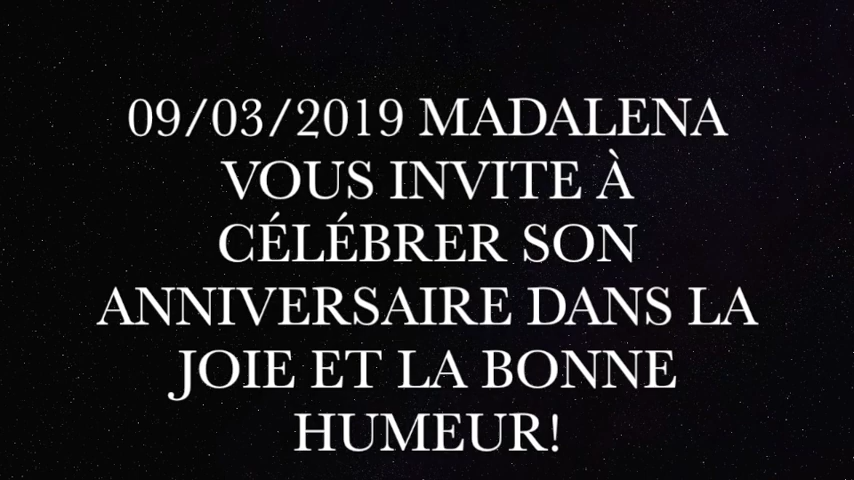 09/03/2019 MADALENA
VOUS INVITE À
CÉLÉBRER SON
ANNIVERSAIRE DANS LA
JOIE ET LA BONNE
HUMEUR!